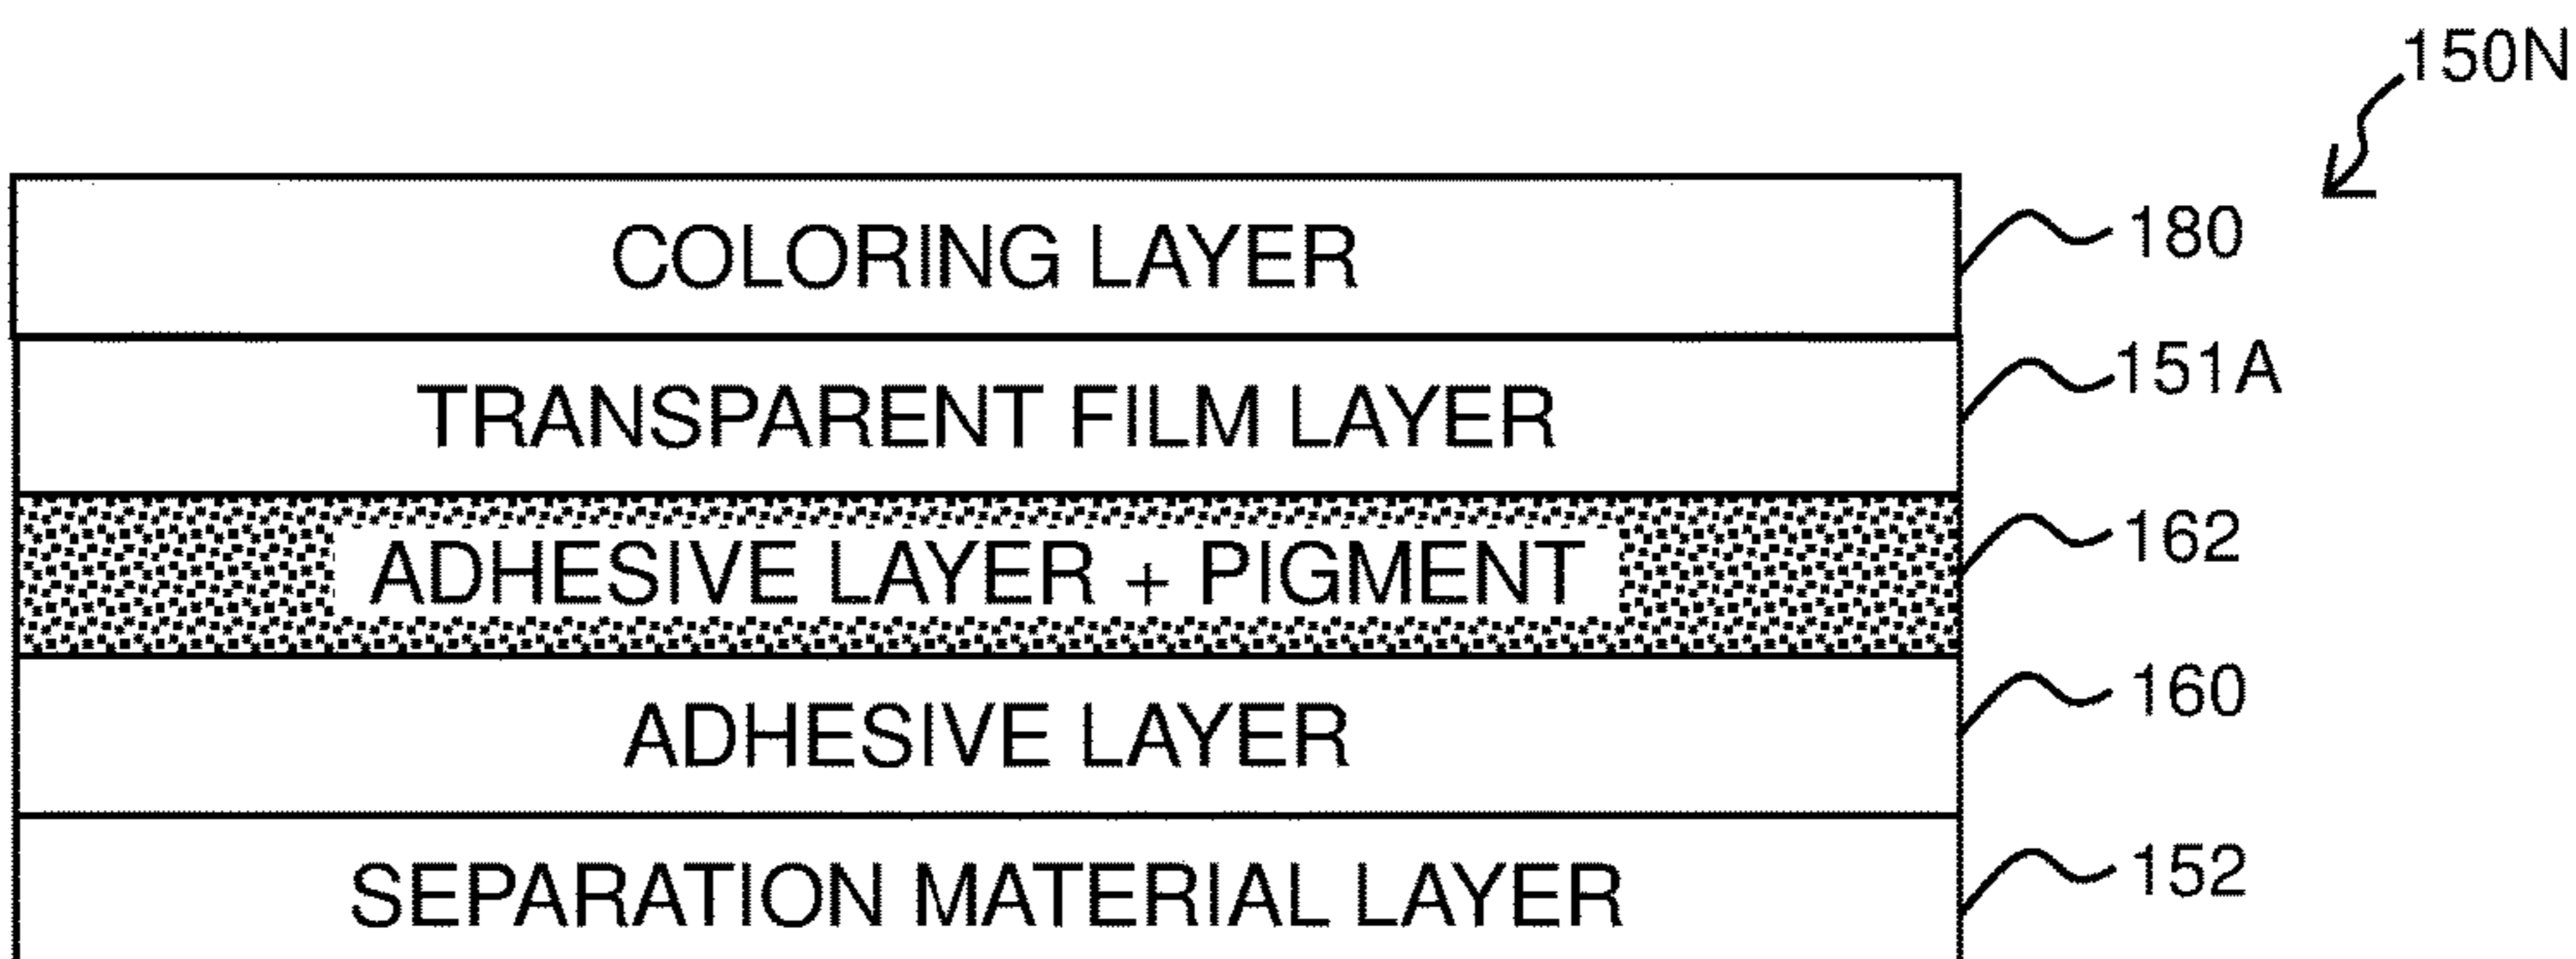 150N
COLORING LAYER 180
TRANSPARENT FILM LAYER 151A
ADHESIVE LAYER + PIGMENT 162
ADHESIVE LAYER 160
SEPARATION MATERIAL LAYER 152